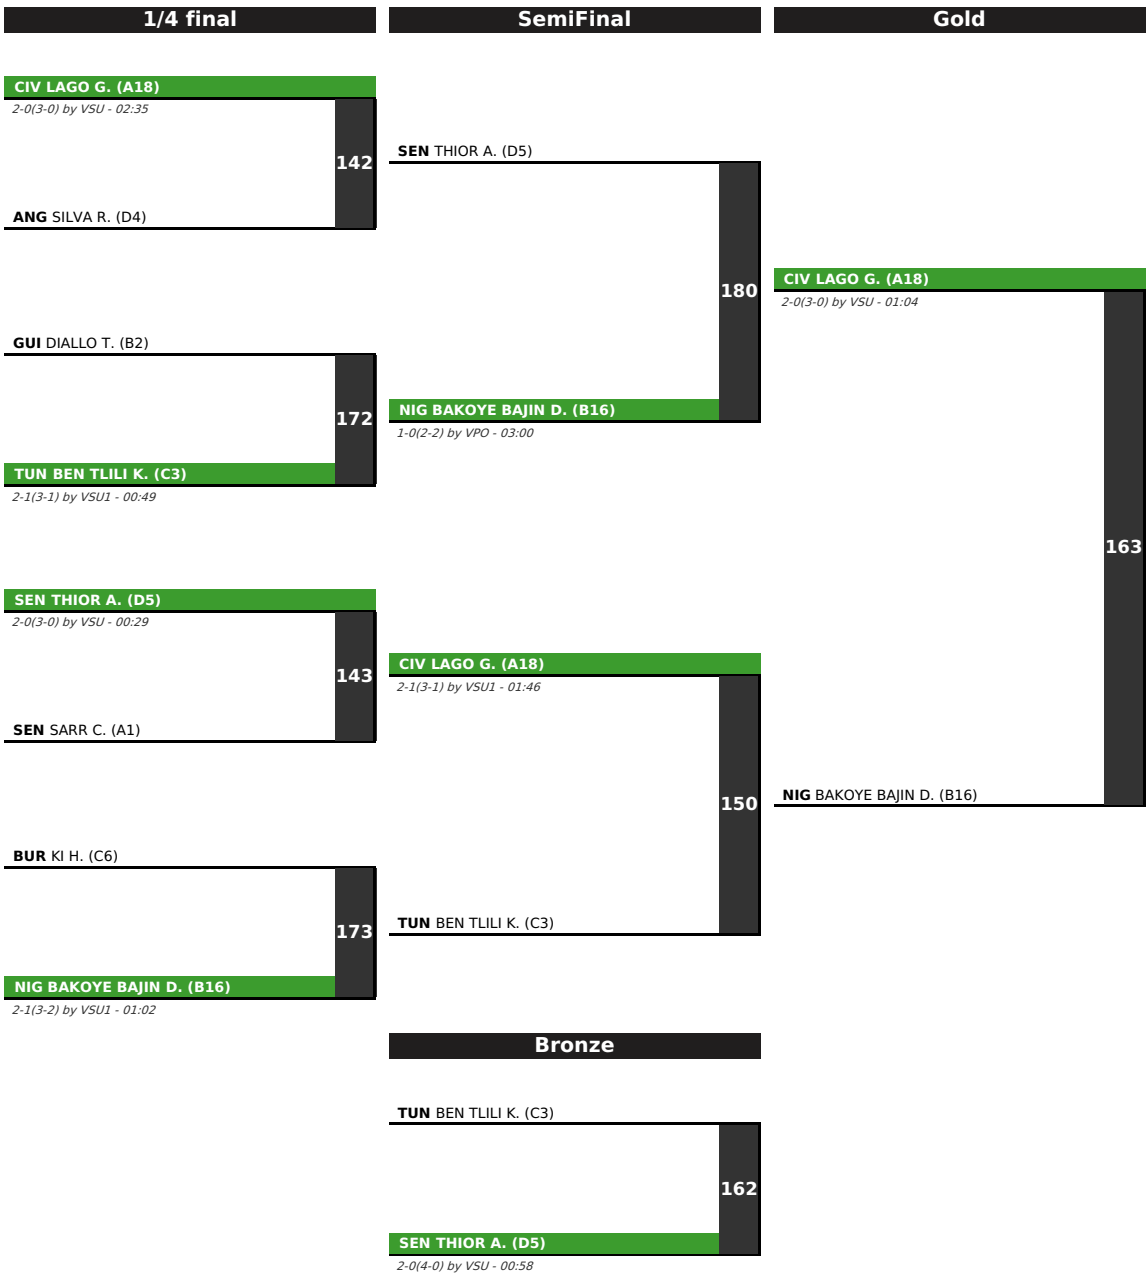 1/4 final
CIV LAGO G. (A18)
2-0(3-0) by VSU - 02:35
142
ANG SILVA R. (D4)
GUI DIALLO T. (B2)
172
TUN BEN TLILI K. (C3)
2-1(3-1) by VSU1 - 00:49
SEN THIOR A. (D5)
2-0(3-0) by VSU - 00:29
143
SEN SARR C. (A1)
BUR KI H. (C6)
173
NIG BAKOYE BAJIN D. (B16)
2-1(3-2) by VSU1 - 01:02
SemiFinal
SEN THIOR A. (D5)
180
NIG BAKOYE BAJIN D. (B16)
1-0(2-2) by VPO - 03:00
CIV LAGO G. (A18)
2-1(3-1) by VSU1 - 01:46
150
TUN BEN TLILI K. (C3)
Gold
CIV LAGO G. (A18)
2-0(3-0) by VSU - 01:04
163
NIG BAKOYE BAJIN D. (B16)
Bronze
TUN BEN TLILI K. (C3)
162
SEN THIOR A. (D5)
2-0(4-0) by VSU - 00:58